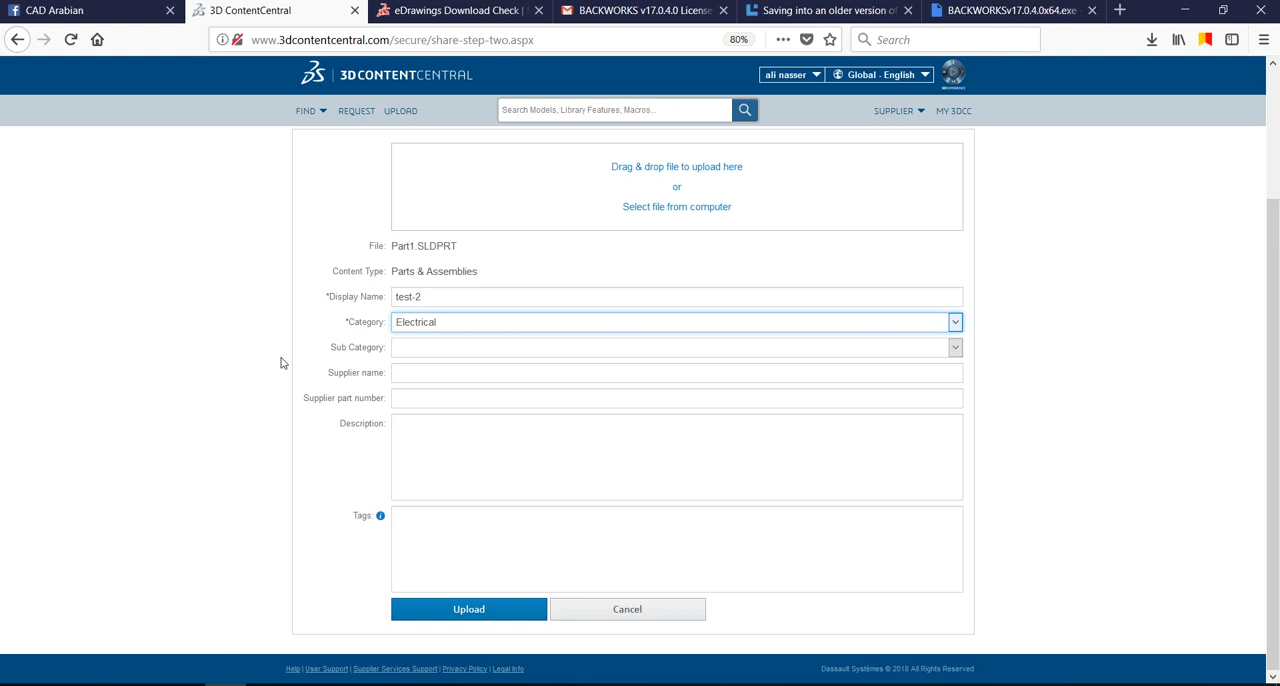 CAD Arabian
3D ContentCentral
eDrawings Download Check |
BACKWORKS v17.0.4.0 License
Saving into an older version of
BACKWORKSv17.0.4.0x64.exe
www.3dcontentcentral.com/secure/share-step-two.aspx
80%
Search
3DCONTENTCENTRAL
ali nasser
Global - English
FIND
REQUEST
UPLOAD
Search Models, Library Features, Macros...
SUPPLIER
MY 3DCC
Drag & drop file to upload here
or
Select file from computer
File: Part1.SLDPRT
Content Type: Parts & Assemblies
*Display Name: test-2
*Category: Electrical
Sub Category:
Supplier name:
Supplier part number:
Description:
Tags:
Upload
Cancel
Help | User Support | Supplier Services Support | Privacy Policy | Legal Info
Dassault Systèmes © 2018 All Rights Reserved